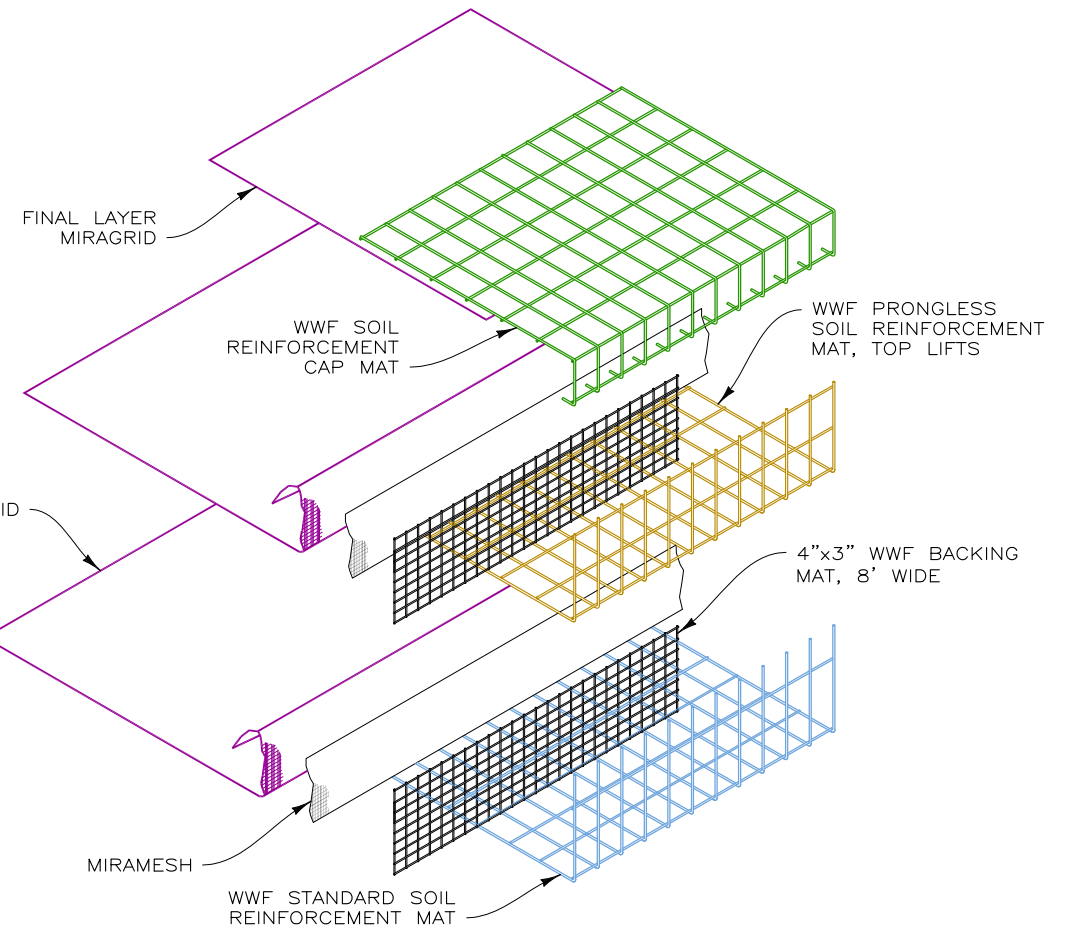 FINAL LAYER
MIRAGRID
WWF SOIL
REINFORCEMENT
CAP MAT
WWF PRONGLESS
SOIL REINFORCEMENT
MAT, TOP LIFTS
ID
4”x3” WWF BACKING
MAT, 8’ WIDE
MIRAMESH
WWF STANDARD SOIL
REINFORCEMENT MAT